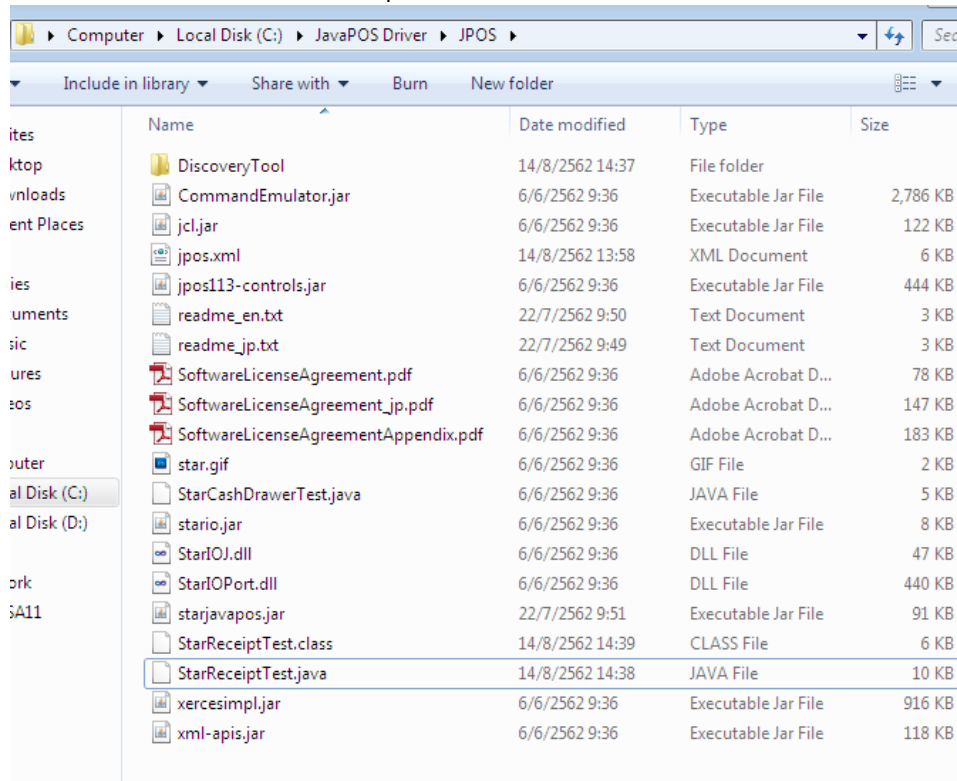 Computer ▸ Local Disk (C:) ▸ JavaPOS Driver ▸ JPOS ▸
Include in library Share with Burn New folder
Name Date modified Type Size
DiscoveryTool 14/8/2562 14:37 File folder
CommandEmulator.jar 6/6/2562 9:36 Executable Jar File 2,786 KB
jcl.jar 6/6/2562 9:36 Executable Jar File 122 KB
jpos.xml 14/8/2562 13:58 XML Document 6 KB
jpos113-controls.jar 6/6/2562 9:36 Executable Jar File 444 KB
readme_en.txt 22/7/2562 9:50 Text Document 3 KB
readme_jp.txt 22/7/2562 9:49 Text Document 3 KB
SoftwareLicenseAgreement.pdf 6/6/2562 9:36 Adobe Acrobat D... 78 KB
SoftwareLicenseAgreement_jp.pdf 6/6/2562 9:36 Adobe Acrobat D... 147 KB
SoftwareLicenseAgreementAppendix.pdf 6/6/2562 9:36 Adobe Acrobat D... 183 KB
star.gif 6/6/2562 9:36 GIF File 2 KB
al Disk (C:) StarCashDrawerTest.java 6/6/2562 9:36 JAVA File 5 KB
al Disk (D:) stario.jar 6/6/2562 9:36 Executable Jar File 8 KB
StarIOJ.dll 6/6/2562 9:36 DLL File 47 KB
StarIOPort.dll 6/6/2562 9:36 DLL File 440 KB
SA11 starjavapos.jar 22/7/2562 9:51 Executable Jar File 91 KB
StarReceiptTest.class 14/8/2562 14:39 CLASS File 6 KB
StarReceiptTest.java 14/8/2562 14:38 JAVA File 10 KB
xercesimpl.jar 6/6/2562 9:36 Executable Jar File 916 KB
xml-apis.jar 6/6/2562 9:36 Executable Jar File 118 KB